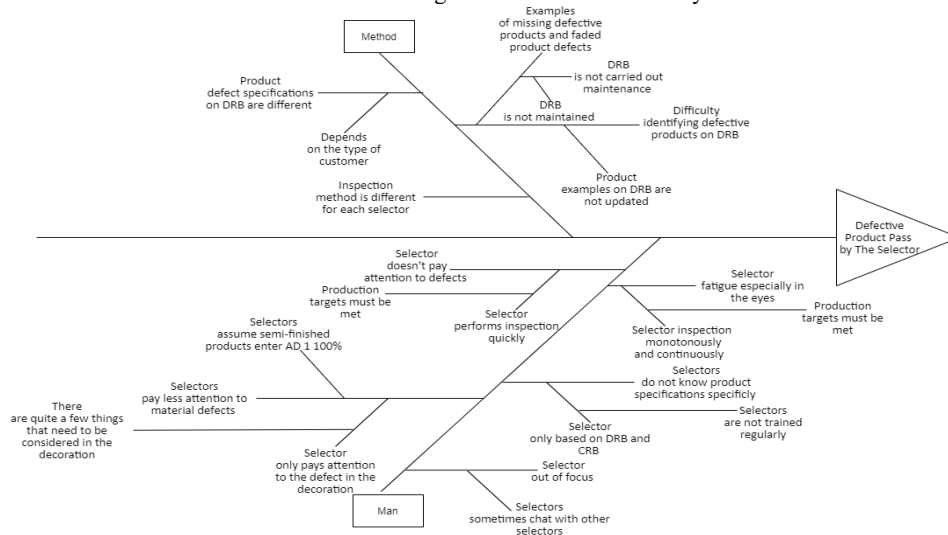 Method
Examples
of missing defective
products and faded
product defects
DRB
is not carried out
maintenance
Product
defect specifications
on DRB are different
DRB
is not maintained
Difficulty
identifying defective
products on DRB
Depends
on the type of
customer
Product
examples on DRB are
not updated
Inspection
method is different
for each selector
Defective
Product Pass
by The Selector
Selector
doesn't pay
attention to defects
Production
targets must be
met
Selector
performs inspection
quickly
Selector
fatigue especially in
the eyes
Production
targets must be
met
Selector inspection
monotonously
and continuously
Selectors
assume semi-finished
products enter AD 1 100%
Selectors
pay less attention to
material defects
There
are quite a few things
that need to be
considered in the
decoration
Selector
only pays attention
to the defect in the
decoration
Selectors
do not know product
specifications specificly
Selectors
are not trained
regularly
Selector
only based on DRB and
CRB
Selector
out of focus
Selectors
sometimes chat with other
selectors
Man